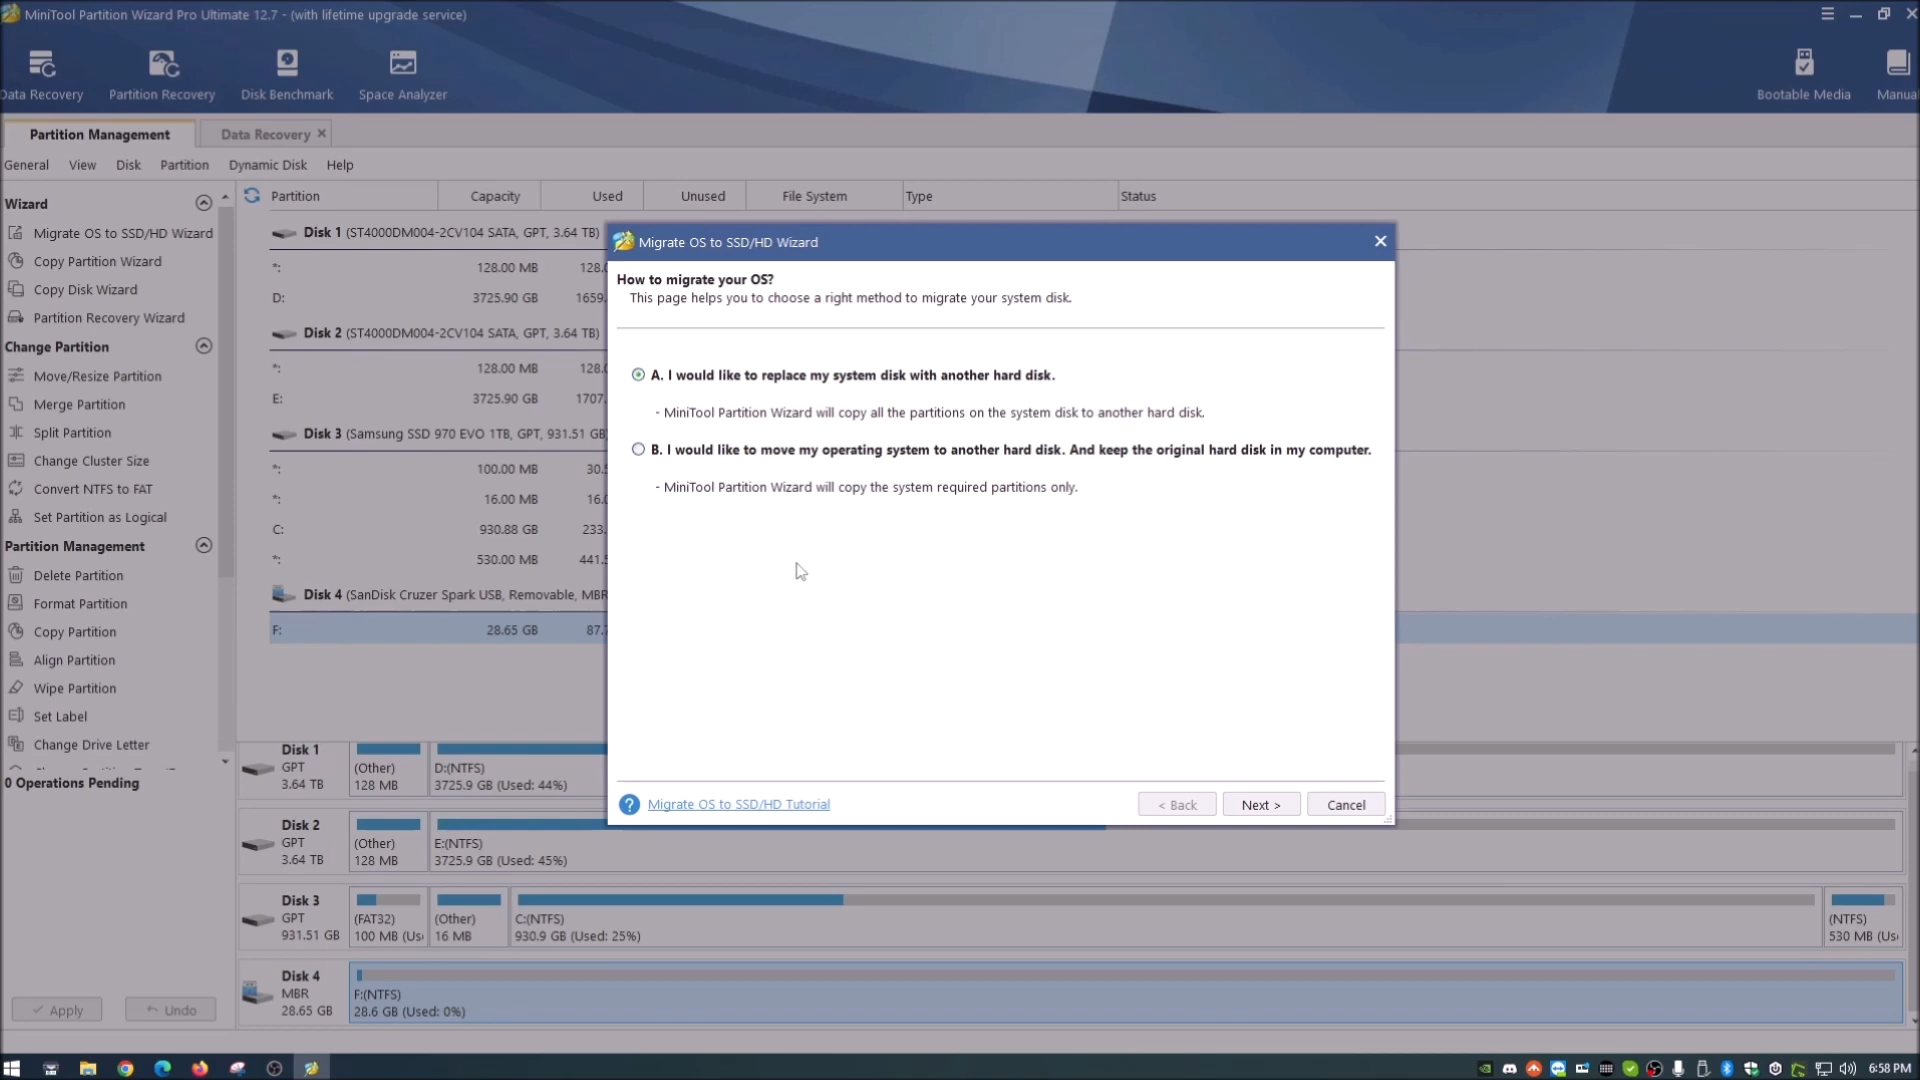 MiniTool Partition Wizard Pro Ultimate 12.7 - (with lifetime upgrade service)
Data Recovery
Partition Recovery
Disk Benchmark
Space Analyzer
Bootable Media
Manual
Partition Management
Data Recovery
General View Disk Partition Dynamic Disk Help
Wizard
Migrate OS to SSD/HD Wizard
Copy Partition Wizard
Copy Disk Wizard
Partition Recovery Wizard
Change Partition
Move/Resize Partition
Merge Partition
Split Partition
Change Cluster Size
Convert NTFS to FAT
Set Partition as Logical
Partition Management
Delete Partition
Format Partition
Copy Partition
Align Partition
Wipe Partition
Set Label
Change Drive Letter
0 Operations Pending
Apply
Undo
Partition Capacity Used Unused File System Type Status
Disk 1 (ST4000DM004-2CV104 SATA, GPT, 3.64 TB)
*: 128.00 MB 128.
D: 3725.90 GB 1659.
Disk 2 (ST4000DM004-2CV104 SATA, GPT, 3.64 TB)
*: 128.00 MB 128.
E: 3725.90 GB 1707.
Disk 3 (Samsung SSD 970 EVO 1TB, GPT, 931.51 GB)
*: 100.00 MB 30.
*: 16.00 MB 16.
C: 930.88 GB 233.
*: 530.00 MB 441.
Disk 4 (SanDisk Cruzer Spark USB, Removable, MBR
F: 28.65 GB 87.
Migrate OS to SSD/HD Wizard
How to migrate your OS?
This page helps you to choose a right method to migrate your system disk.
A. I would like to replace my system disk with another hard disk.
- MiniTool Partition Wizard will copy all the partitions on the system disk to another hard disk.
B. I would like to move my operating system to another hard disk. And keep the original hard disk in my computer.
- MiniTool Partition Wizard will copy the system required partitions only.
? Migrate OS to SSD/HD Tutorial
< Back
Next >
Cancel
Disk 1
GPT
3.64 TB
(Other)
128 MB
D:(NTFS)
3725.9 GB (Used: 44%)
Disk 2
GPT
3.64 TB
(Other)
128 MB
E:(NTFS)
3725.9 GB (Used: 45%)
Disk 3
GPT
931.51 GB
(FAT32)
100 MB (Us
(Other)
16 MB
C:(NTFS)
930.9 GB (Used: 25%)
(NTFS)
530 MB (Us
Disk 4
MBR
28.65 GB
F:(NTFS)
28.6 GB (Used: 0%)
6:58 PM